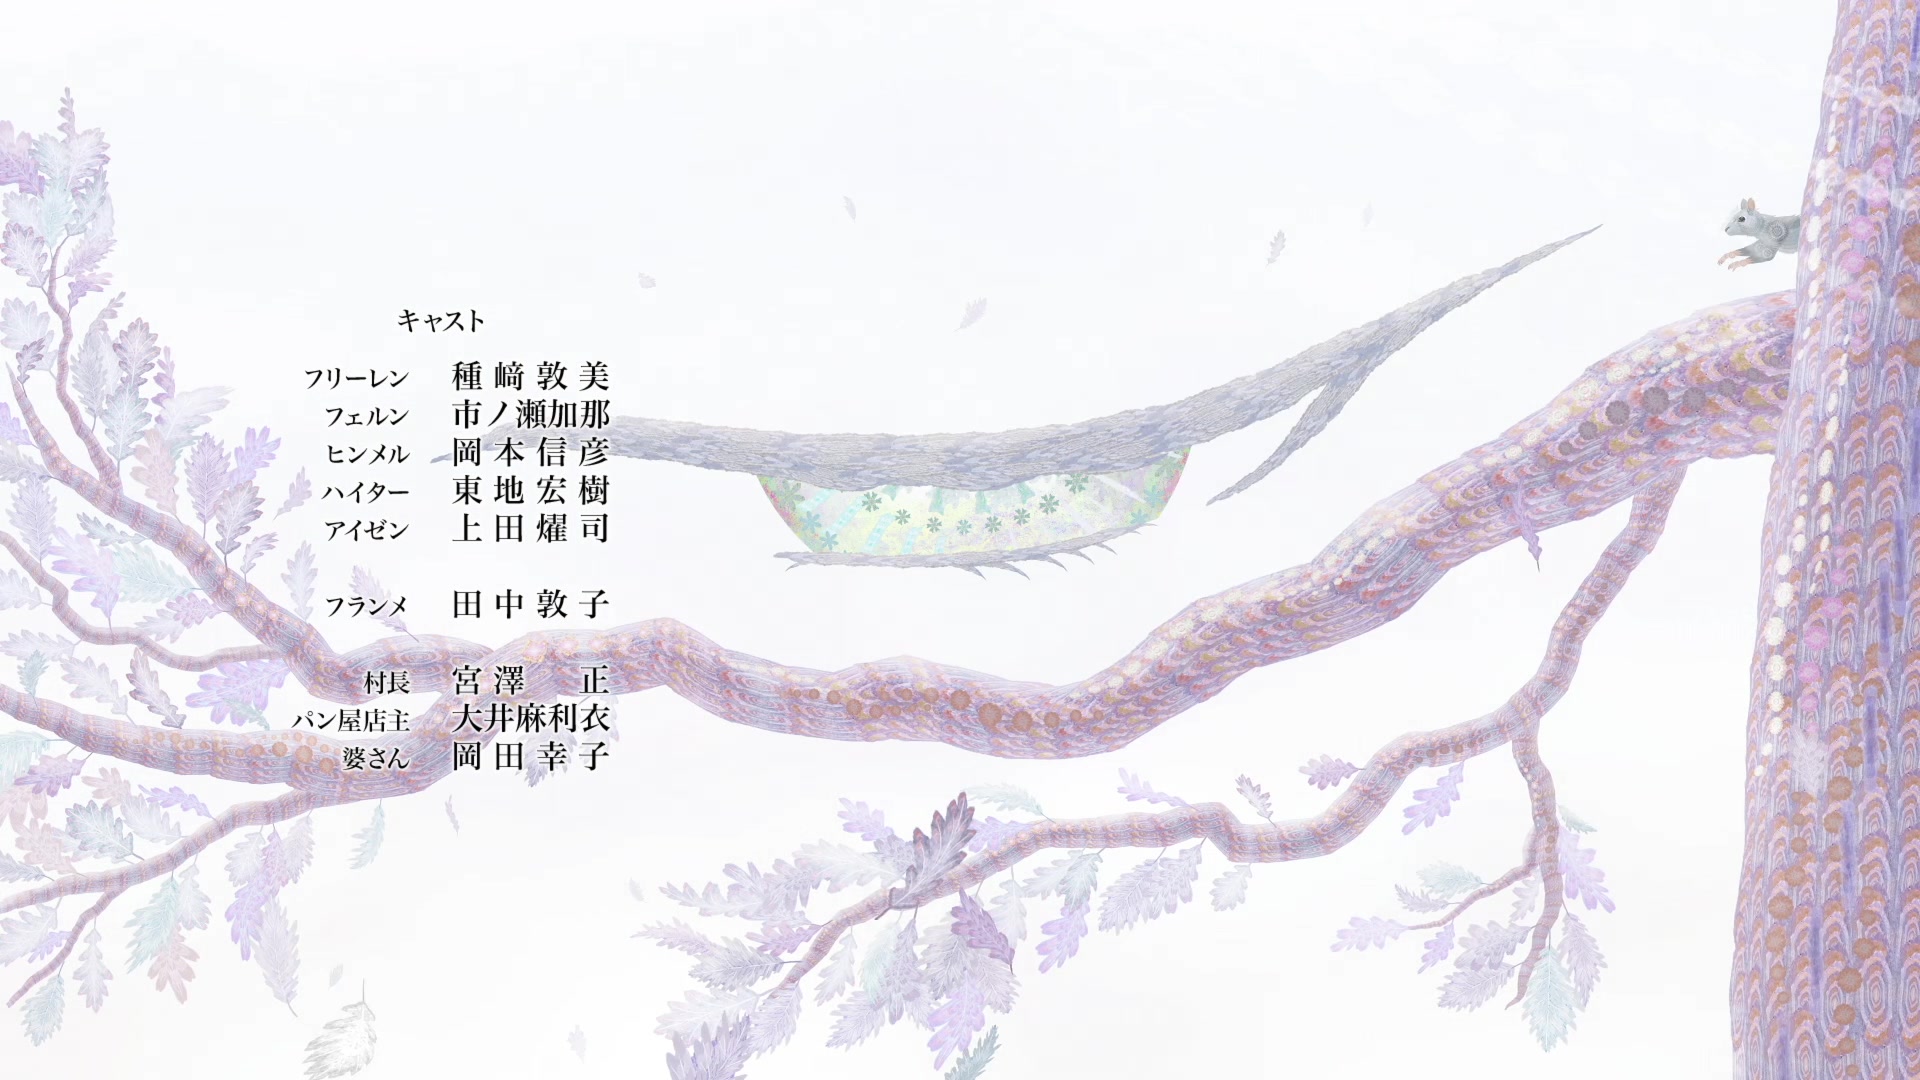 キャスト
フリーレン 種﨑敦美
フェルン 市ノ瀬加那
ヒンメル 岡本信彦
ハイター 東地宏樹
アイゼン 上田燿司
フランメ 田中敦子
村長 宮澤 正
パン屋店主 大井麻利衣
婆さん 岡田幸子